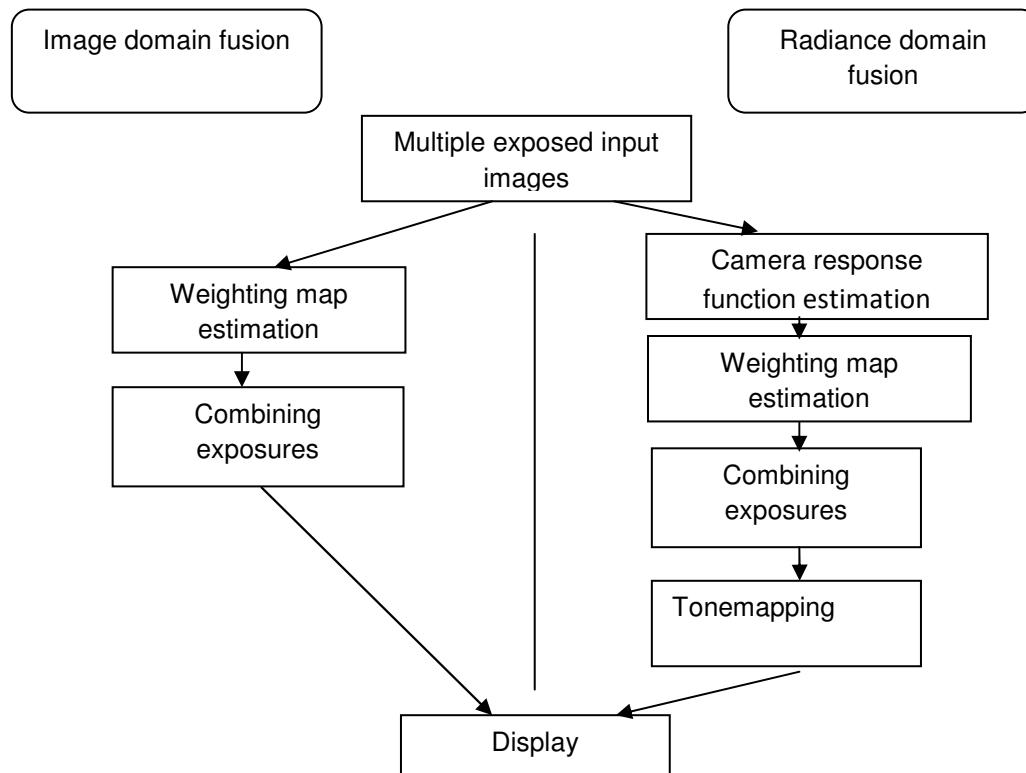 Image domain fusion
Radiance domain
fusion
Multiple exposed input
images
Weighting map
estimation
Combining
exposures
Camera response
function estimation
Weighting map
estimation
Combining
exposures
Tonemapping
Display